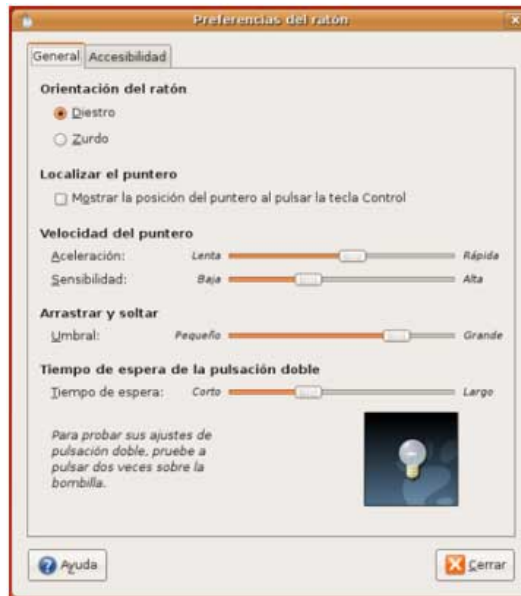 Preferencias del ratón
General Accesibilidad
Orientación del ratón
Diestro
Zurdo
Localizar el puntero
Mostrar la posición del puntero al pulsar la tecla Control
Velocidad del puntero
Aceleración: Lenta Rápida
Sensibilidad: Baja Alta
Arrastrar y soltar
Umbral: Pequeño Grande
Tiempo de espera de la pulsación doble
Tiempo de espera: Corto Largo
Para probar sus ajustes de
pulsación doble, pruebe a
pulsar dos veces sobre la
bombilla.
Ayuda Cerrar